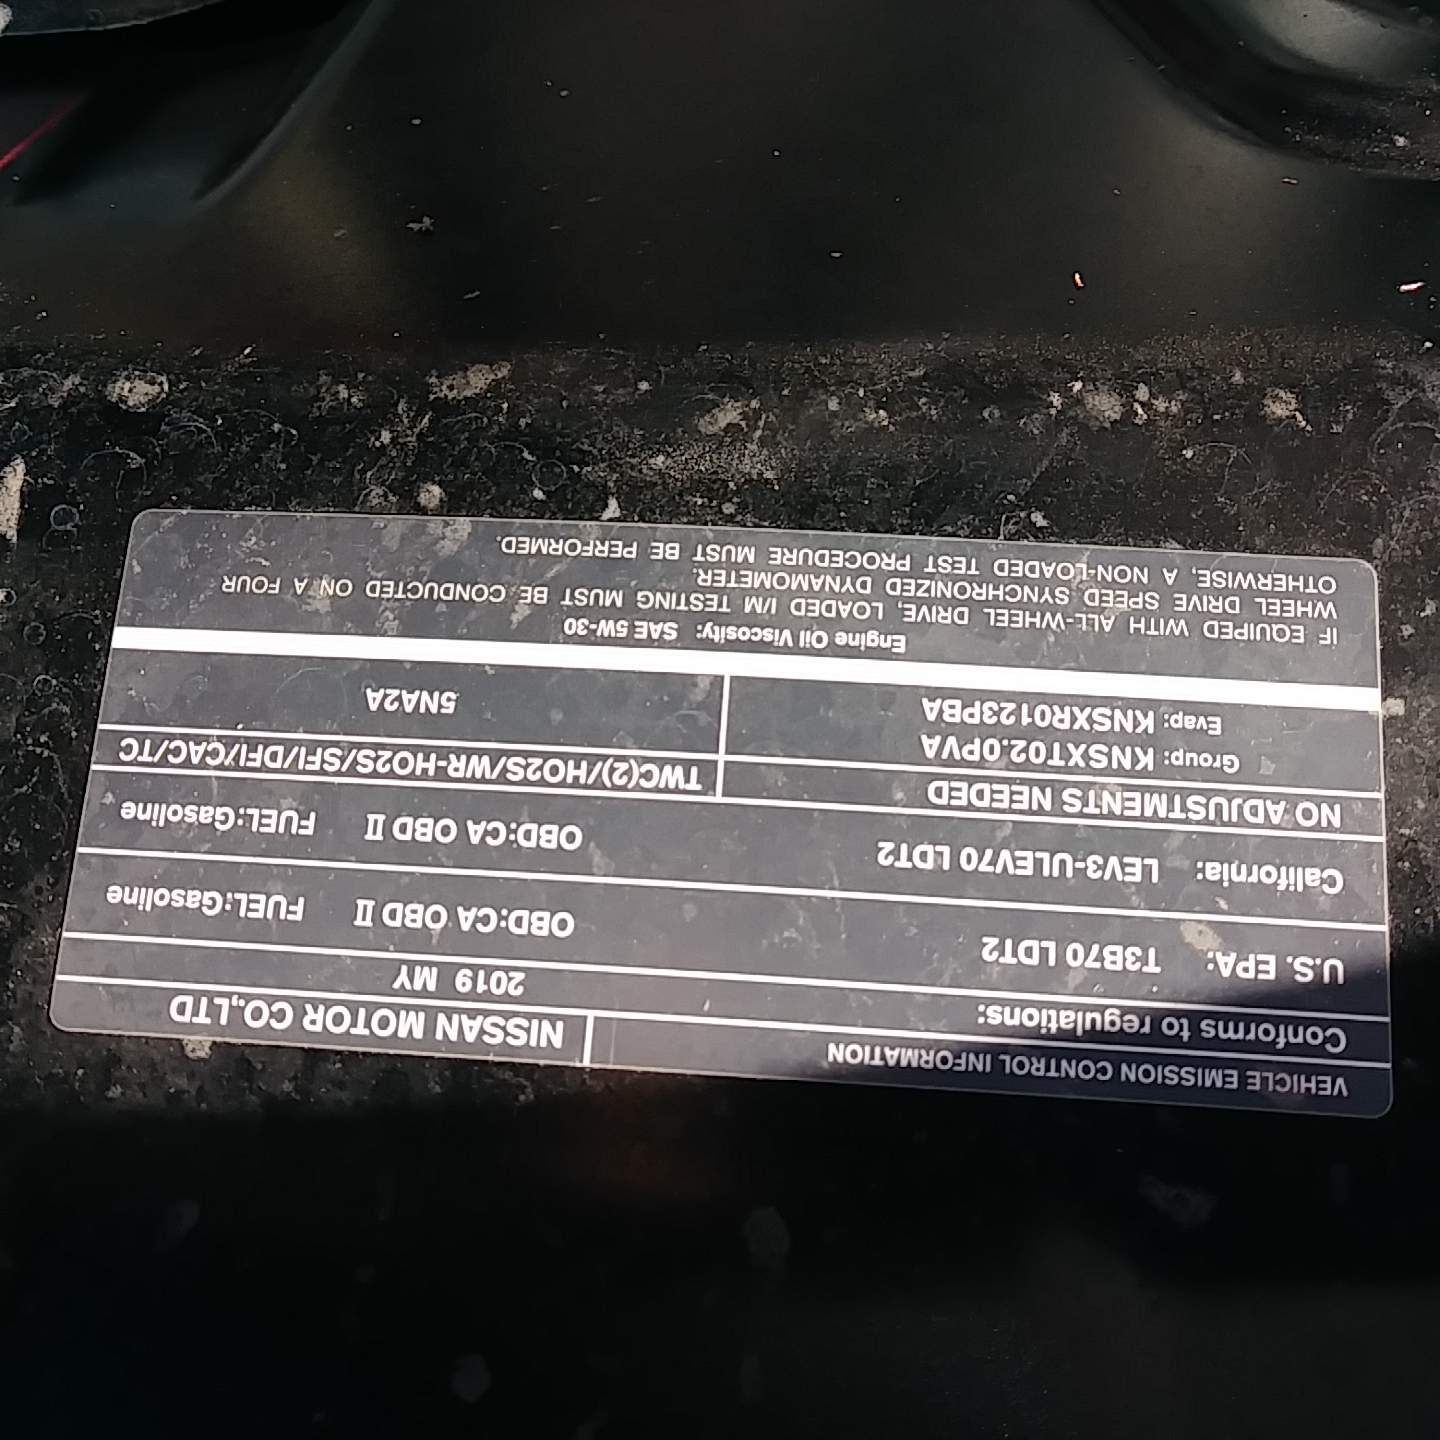 VEHICLE EMISSION CONTROL INFORMATION
NISSAN MOTOR CO.,LTD
Conforms to regulations:
2019 MY
U.S. EPA: T3B70 LDT2 OBD:CA OBD II FUEL:Gasoline
California: LEV3-ULEV70 LDT2 OBD:CA OBD II FUEL:Gasoline
NO ADJUSTMENTS NEEDED
TWC(2)/HO2S/WR-HO2S/SFI/DFI/CAC/TC
Group: KNSXT02.0PVA
Evap: KNSXR0123PBA
5NA2A
Engine Oil Viscosity: SAE 5W-30
IF EQUIPED WITH ALL-WHEEL DRIVE, LOADED I/M TESTING MUST BE CONDUCTED ON A FOUR
WHEEL DRIVE SPEED SYNCHRONIZED DYNAMOMETER.
OTHERWISE, A NON-LOADED TEST PROCEDURE MUST BE PERFORMED.